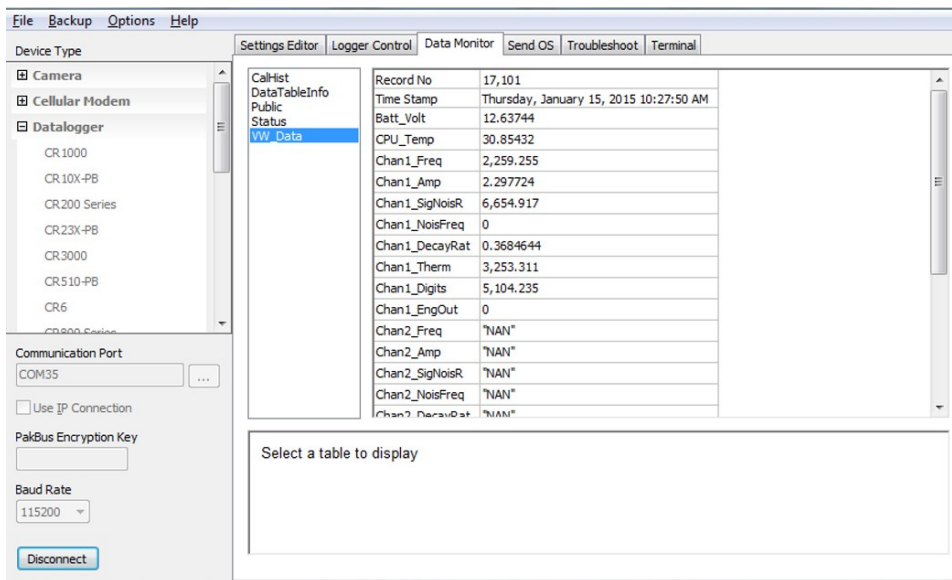 File Backup Options Help
Device Type
Camera
Cellular Modem
Datalogger
CR1000
CR10X-PB
CR200 Series
CR23X-PB
CR3000
CR510-PB
CR6
CR800 Series
Communication Port
COM35
...
Use IP Connection
PakBus Encryption Key
Baud Rate
115200
Disconnect
Settings Editor Logger Control Data Monitor Send OS Troubleshoot Terminal
CalHist
DataTableInfo
Public
Status
VW_Data
Record No 17,101
Time Stamp Thursday, January 15, 2015 10:27:50 AM
Batt_Volt 12.63744
CPU_Temp 30.85432
Chan1_Freq 2,259.255
Chan1_Amp 2.297724
Chan1_SigNoisR 6,654.917
Chan1_NoisFreq 0
Chan1_DecayRat 0.3684644
Chan1_Therm 3,253.311
Chan1_Digits 5,104.235
Chan1_EngOut 0
Chan2_Freq "NAN"
Chan2_Amp "NAN"
Chan2_SigNoisR "NAN"
Chan2_NoisFreq "NAN"
Chan2_DecayRat "NAN"
Select a table to display